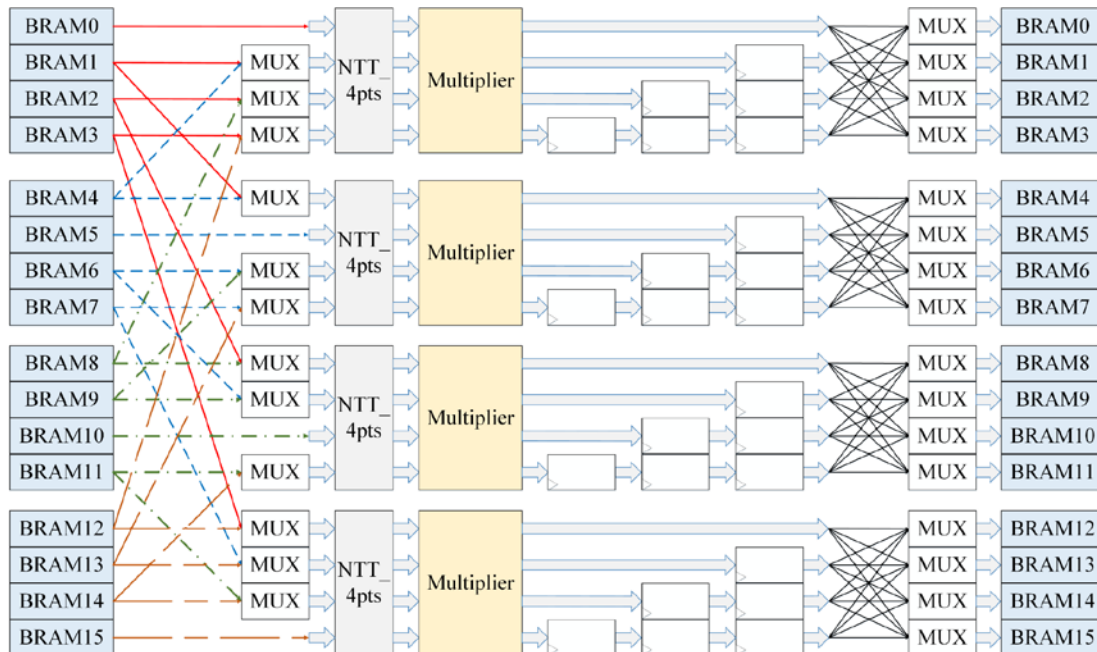 BRAM0 MUX BRAM0
BRAM1 MUX MUX BRAM1
BRAM2 MUX NTT_ 4pts Multiplier MUX BRAM2
BRAM3 MUX MUX BRAM3
BRAM4 MUX MUX BRAM4
BRAM5 MUX BRAM5
BRAM6 MUX NTT_ 4pts Multiplier MUX BRAM6
BRAM7 MUX MUX BRAM7
BRAM8 MUX MUX BRAM8
BRAM9 MUX MUX BRAM9
BRAM10 NTT_ 4pts Multiplier MUX BRAM10
BRAM11 MUX MUX BRAM11
BRAM12 MUX MUX BRAM12
BRAM13 MUX MUX BRAM13
BRAM14 MUX NTT_ 4pts Multiplier MUX BRAM14
BRAM15 MUX BRAM15